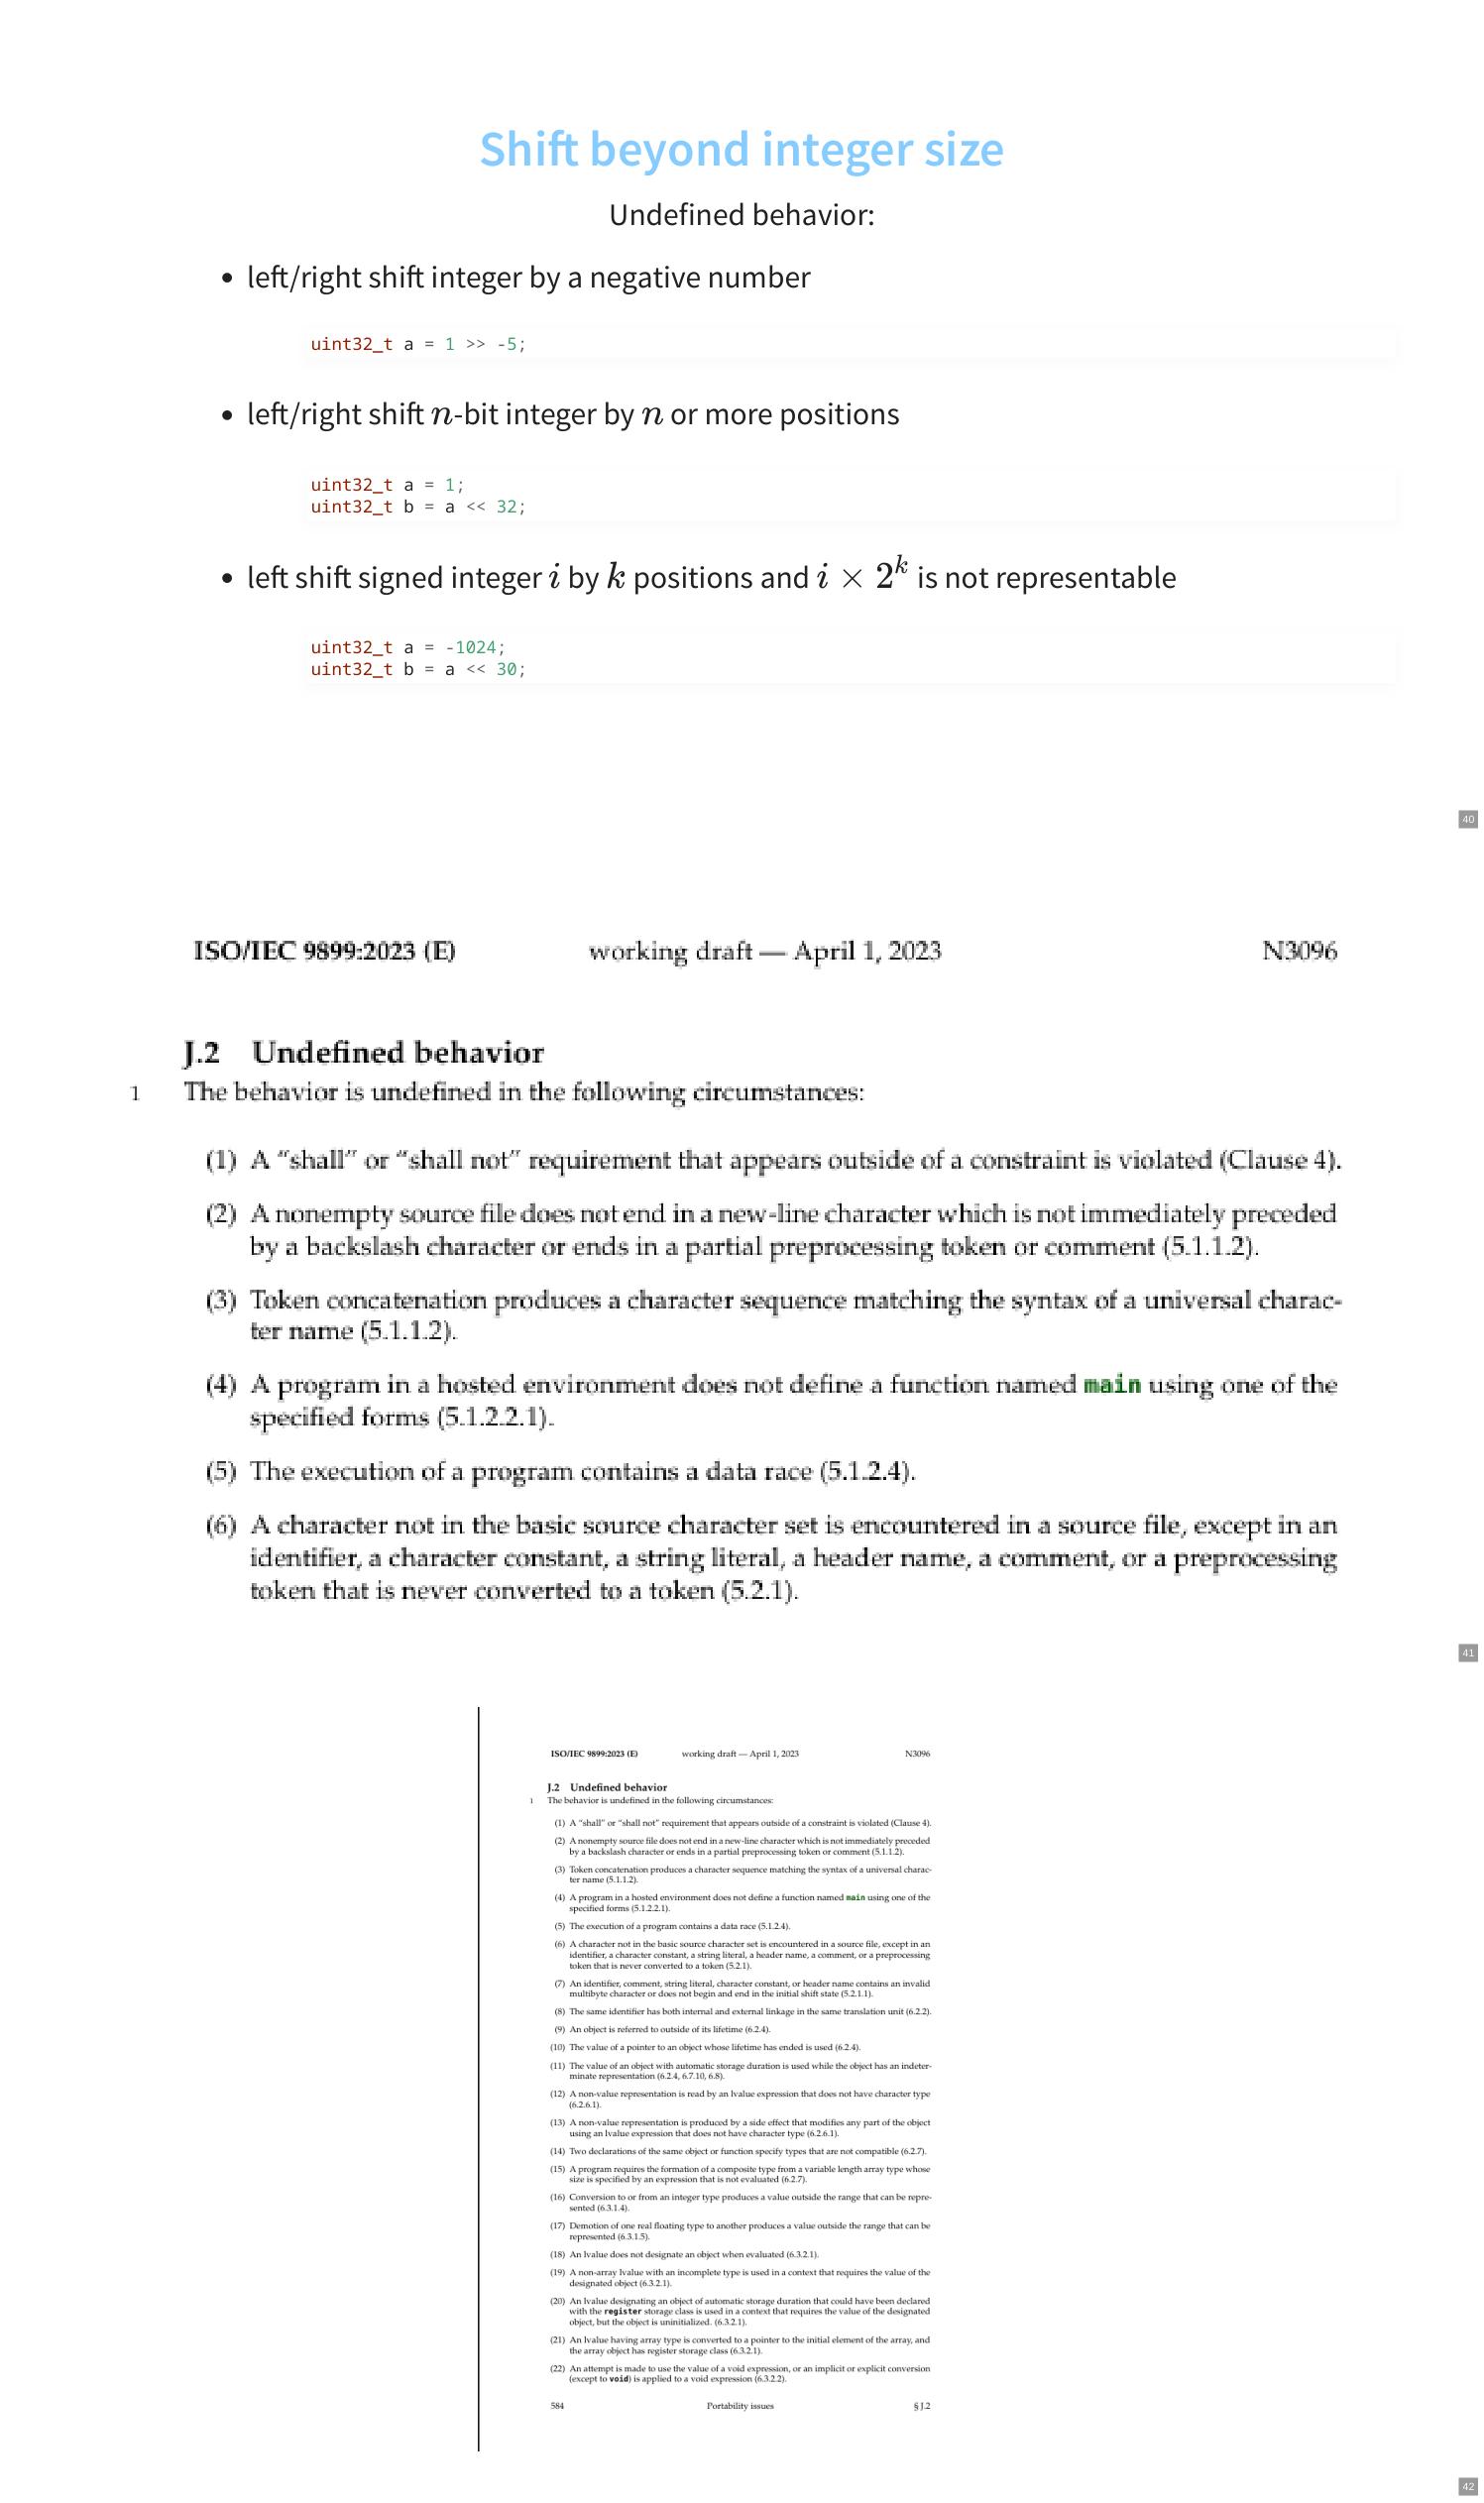 Shift beyond integer size
Undefined behavior:
• left/right shift integer by a negative number
uint32_t a = 1 >> -5;
• left/right shift n-bit integer by n or more positions
uint32_t a = 1;
uint32_t b = a << 32;
• left shift signed integer i by k positions and i × 2^k is not representable
uint32_t a = -1024;
uint32_t b = a << 30;
40
ISO/IEC 9899:2023 (E) working draft — April 1, 2023 N3096
J.2 Undefined behavior
1 The behavior is undefined in the following circumstances:
(1) A “shall” or “shall not” requirement that appears outside of a constraint is violated (Clause 4).
(2) A nonempty source file does not end in a new-line character which is not immediately preceded
by a backslash character or ends in a partial preprocessing token or comment (5.1.1.2).
(3) Token concatenation produces a character sequence matching the syntax of a universal charac-
ter name (5.1.1.2).
(4) A program in a hosted environment does not define a function named main using one of the
specified forms (5.1.2.2.1).
(5) The execution of a program contains a data race (5.1.2.4).
(6) A character not in the basic source character set is encountered in a source file, except in an
identifier, a character constant, a string literal, a header name, a comment, or a preprocessing
token that is never converted to a token (5.2.1).
41
ISO/IEC 9899:2023 (E) working draft — April 1, 2023 N3096
J.2 Undefined behavior
1 The behavior is undefined in the following circumstances:
(1) A “shall” or “shall not” requirement that appears outside of a constraint is violated (Clause 4).
(2) A nonempty source file does not end in a new-line character which is not immediately preceded
by a backslash character or ends in a partial preprocessing token or comment (5.1.1.2).
(3) Token concatenation produces a character sequence matching the syntax of a universal charac-
ter name (5.1.1.2).
(4) A program in a hosted environment does not define a function named main using one of the
specified forms (5.1.2.2.1).
(5) The execution of a program contains a data race (5.1.2.4).
(6) A character not in the basic source character set is encountered in a source file, except in an
identifier, a character constant, a string literal, a header name, a comment, or a preprocessing
token that is never converted to a token (5.2.1).
(7) An identifier, comment, string literal, character constant, or header name contains an invalid
multibyte character or does not begin and end in the initial shift state (5.2.1.1).
(8) The same identifier has both internal and external linkage in the same translation unit (6.2.2).
(9) An object is referred to outside of its lifetime (6.2.4).
(10) The value of a pointer to an object whose lifetime has ended is used (6.2.4).
(11) The value of an object with automatic storage duration is used while the object has an indeter-
minate representation (6.2.4, 6.7.10, 6.8).
(12) A non-value representation is read by an lvalue expression that does not have character type
(6.2.6.1).
(13) A non-value representation is produced by a side effect that modifies any part of the object
using an lvalue expression that does not have character type (6.2.6.1).
(14) Two declarations of the same object or function specify types that are not compatible (6.2.7).
(15) A program requires the formation of a composite type from a variable length array type whose
size is specified by an expression that is not evaluated (6.2.7).
(16) Conversion to or from an integer type produces a value outside the range that can be repre-
sented (6.3.1.4).
(17) Demotion of one real floating type to another produces a value outside the range that can be
represented (6.3.1.5).
(18) An lvalue does not designate an object when evaluated (6.3.2.1).
(19) A non-array lvalue with an incomplete type is used in a context that requires the value of the
designated object (6.3.2.1).
(20) An lvalue designating an object of automatic storage duration that could have been declared
with the register storage class is used in a context that requires the value of the designated
object, but the object is uninitialized. (6.3.2.1).
(21) An lvalue having array type is converted to a pointer to the initial element of the array, and
the array object has register storage class (6.3.2.1).
(22) An attempt is made to use the value of a void expression, or an implicit or explicit conversion
(except to void) is applied to a void expression (6.3.2.2).
584 Portability issues § J.2
42